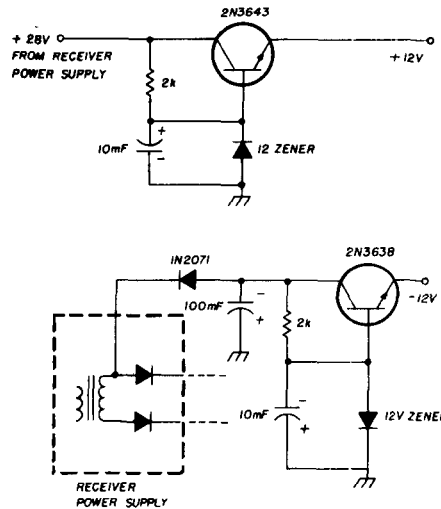 2N3643
+ 28V
FROM RECEIVER
POWER SUPPLY
+12V
2k
+
10mF
-
12 ZENER
1N2071
2N3638
-
100mF
+
2k
-12V
-
10mF
+
12V ZENER
RECEIVER
POWER SUPPLY